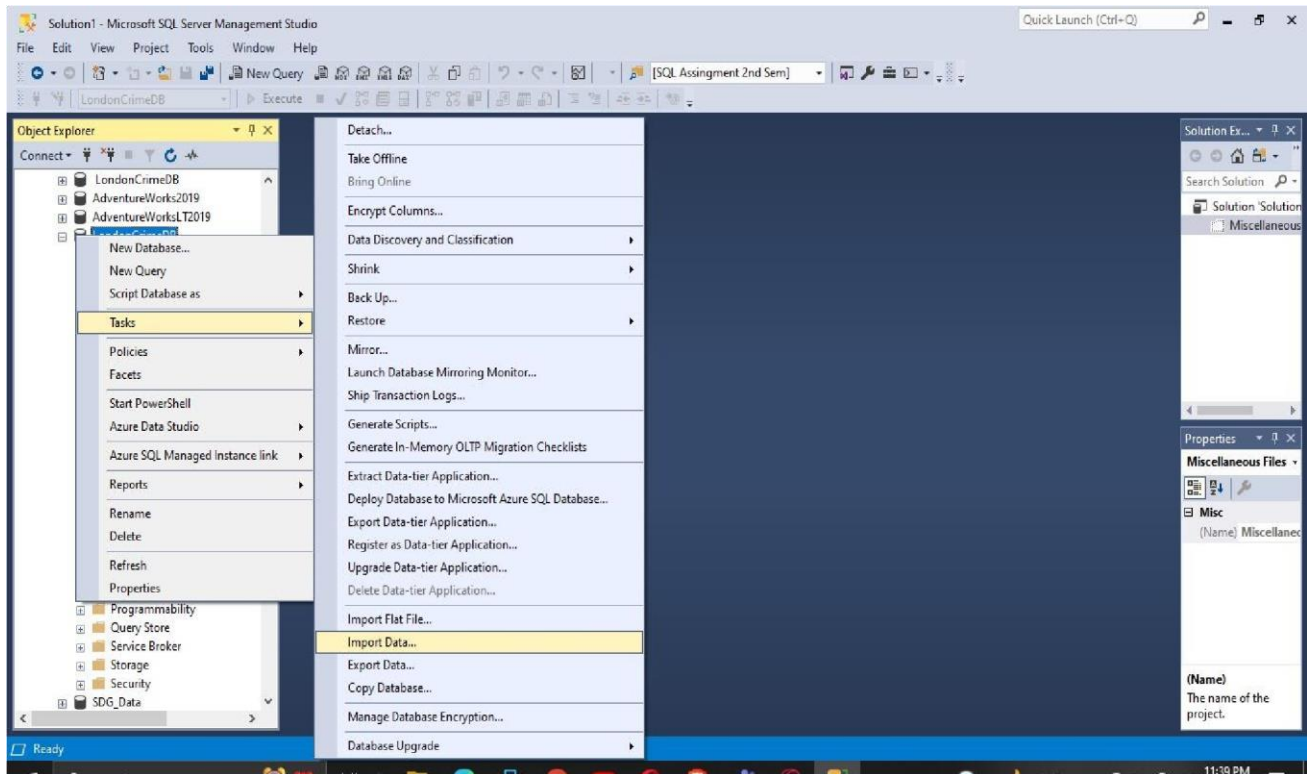 Solution1 - Microsoft SQL Server Management Studio
Quick Launch (Ctrl+Q)
File Edit View Project Tools Window Help
New Query
[SQL Assingment 2nd Sem]
LondonCrimeDB
Execute
Object Explorer
Connect
LondonCrimeDB
AdventureWorks2019
AdventureWorksLT2019
LondonCrimeDB
New Database...
New Query
Script Database as
Tasks
Policies
Facets
Start PowerShell
Azure Data Studio
Azure SQL Managed Instance link
Reports
Rename
Delete
Refresh
Properties
Programmability
Query Store
Service Broker
Storage
Security
SDG_Data
Detach...
Take Offline
Bring Online
Encrypt Columns...
Data Discovery and Classification
Shrink
Back Up...
Restore
Mirror...
Launch Database Mirroring Monitor...
Ship Transaction Logs...
Generate Scripts...
Generate In-Memory OLTP Migration Checklists
Extract Data-tier Application...
Deploy Database to Microsoft Azure SQL Database...
Export Data-tier Application...
Register as Data-tier Application...
Upgrade Data-tier Application...
Delete Data-tier Application...
Import Flat File...
Import Data...
Export Data...
Copy Database...
Manage Database Encryption...
Database Upgrade
Solution Ex...
Search Solution
Solution 'Solution
Miscellaneous
Properties
Miscellaneous Files
Misc
(Name) Miscellanec
(Name)
The name of the
project.
Ready
11:39 PM